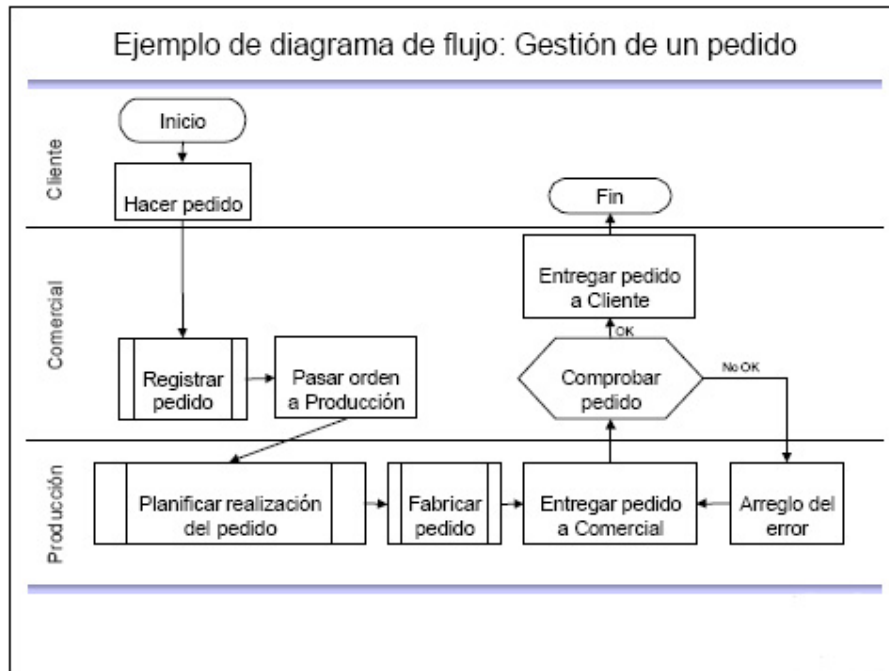 Ejemplo de diagrama de flujo: Gestión de un pedido
Cliente
Inicio
Hacer pedido
Fin
Comercial
Entregar pedido
a Cliente
OK
Registrar
pedido
Pasar orden
a Producción
Comprobar
pedido
No OK
Producción
Planificar realización
del pedido
Fabricar
pedido
Entregar pedido
a Comercial
Arreglo del
error